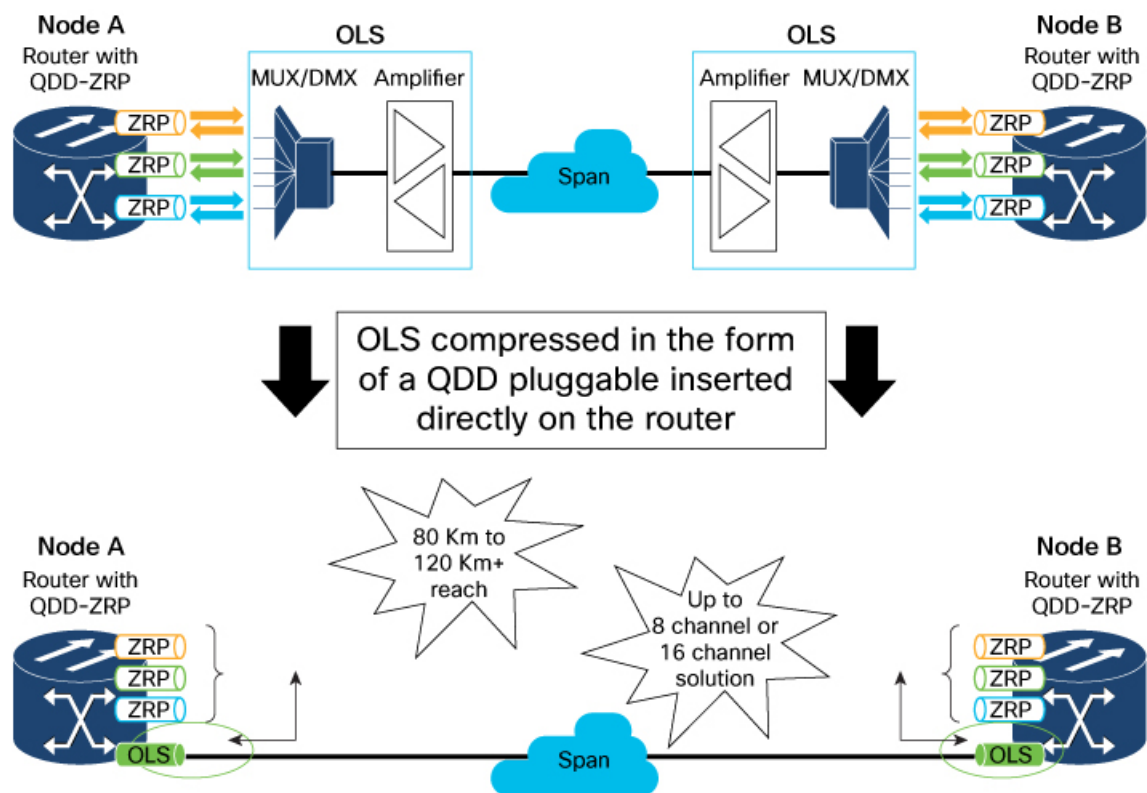 Node A
Router with
QDD-ZRP
OLS
OLS
Node B
Router with
QDD-ZRP
MUX/DMX
Amplifier
Amplifier
MUX/DMX
ZRP
ZRP
ZRP
Span
ZRP
ZRP
ZRP
OLS compressed in the form
of a QDD pluggable inserted
directly on the router
80 Km to
120 Km+
reach
Up to
8 channel or
16 channel
solution
Node A
Router with
QDD-ZRP
ZRP
ZRP
ZRP
OLS
Span
Node B
Router with
QDD-ZRP
ZRP
ZRP
ZRP
OLS